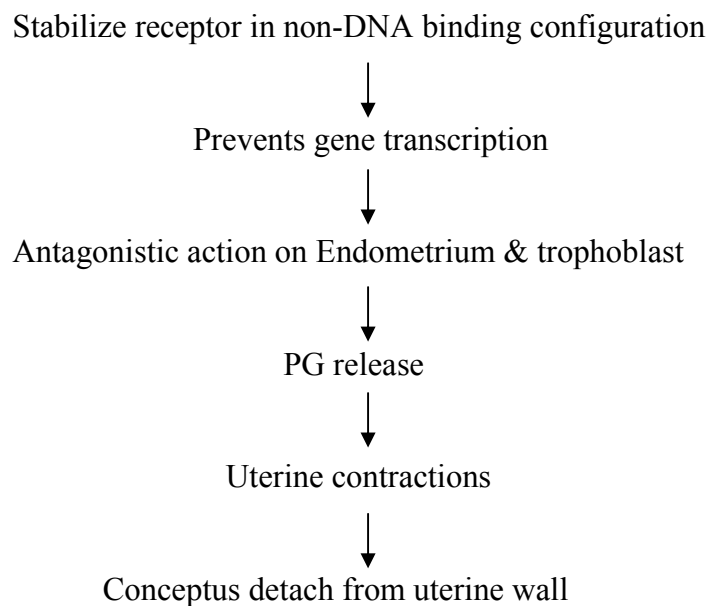 Stabilize receptor in non-DNA binding configuration
Prevents gene transcription
Antagonistic action on Endometrium & trophoblast
PG release
Uterine contractions
Conceptus detach from uterine wall